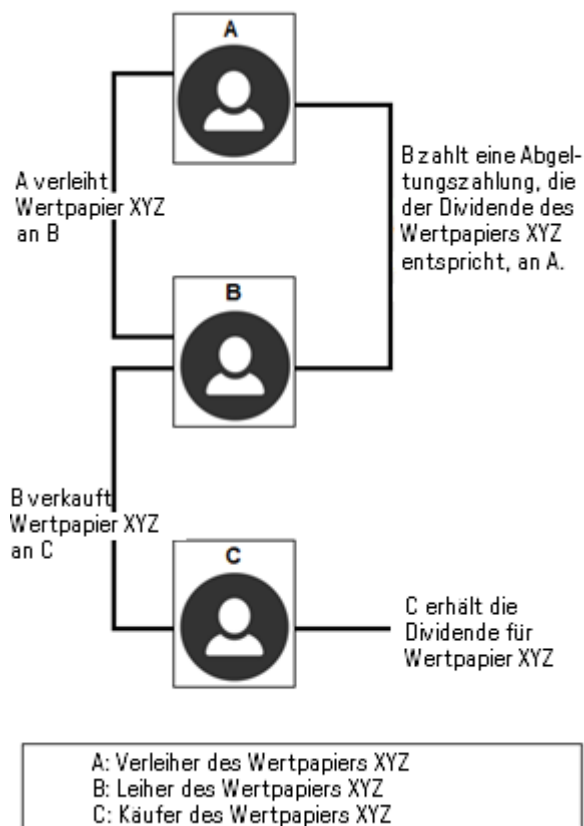 A
A verleiht
Wertpapier XYZ
an B
B zahlt eine Abgel-
tungszahlung, die
der Dividende des
Wertpapiers XYZ
entspricht, an A.
B
B verkauft
Wertpapier XYZ
an C
C
C erhält die
Dividende für
Wertpapier XYZ
A: Verleiher des Wertpapiers XYZ
B: Leiher des Wertpapiers XYZ
C: Käufer des Wertpapiers XYZ